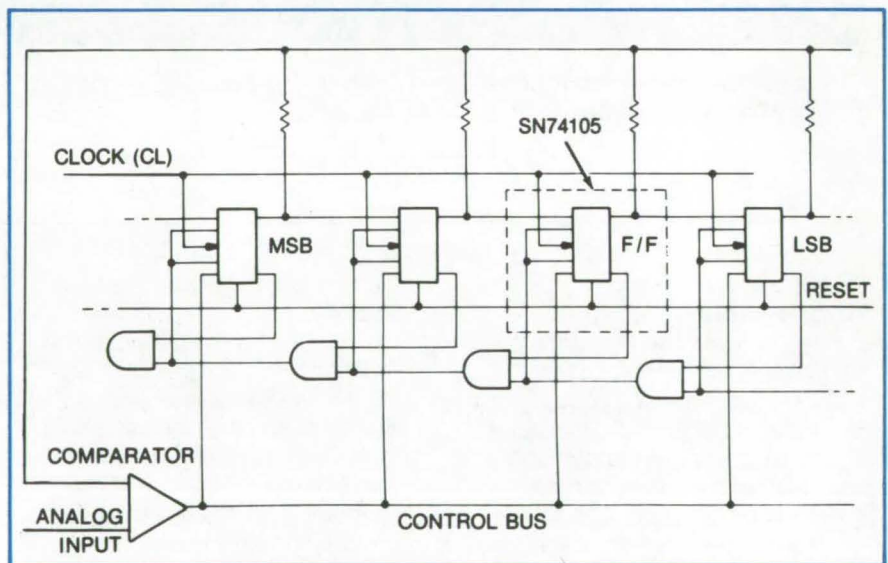 SN74105
CLOCK (CL)
MSB
F/F
LSB
RESET
COMPARATOR
ANALOG
INPUT
CONTROL BUS